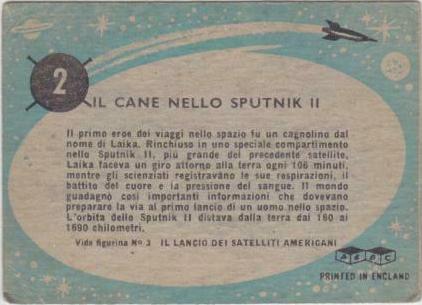 2
IL CANE NELLO SPUTNIK II
Il primo eroe dei viaggi nello spazio fu un cagnolino dal
nome di Laika. Rinchiuso in uno speciale compartimento
nello Sputnik II, più grande del precedente satellite,
Laika faceva un giro attorno alla terra ogni 106 minuti,
mentre gli scienziati registravàno le sue respirazioni, il
battito del cuore e la pressione del sangue. Il mondo
guadagnò cosi importanti informazioni che dovevano
preparare la via al primo lancio di un uomo nello spazio.
L'orbita dello Sputnik II distava dalla terra dai 160 ai
1690 chilometri.
Vide figurina No 3 IL LANCIO DEI SATELLITI AMERICANI
A & B C
PRINTED IN ENGLAND